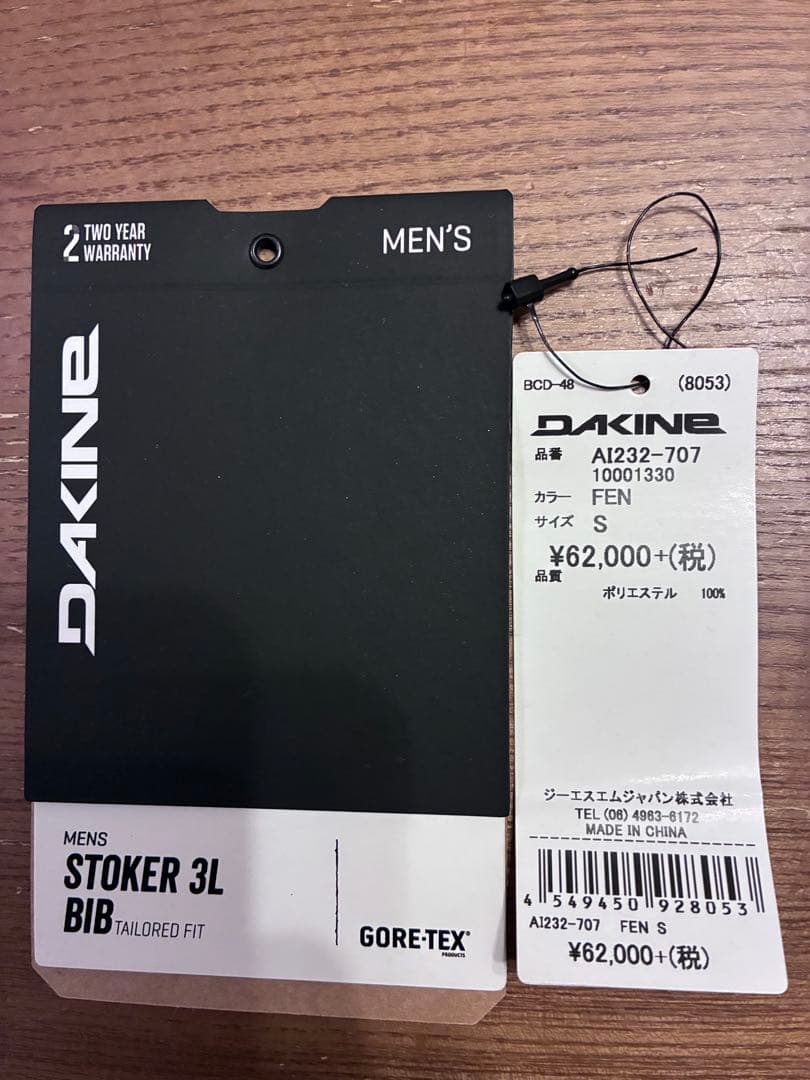 2 TWO YEAR
WARRANTY
MEN'S
DAKINE
MENS
STOKER 3L
BIB TAILORED FIT
GORE-TEX®
PRODUCTS
BCD-48 (8053)
DAKINE
品番 AI232-707
10001330
カラー FEN
サイズ S
¥62,000+(税)
品質
ポリエステル 100%
ジーエスエムジャパン株式会社
TEL (06) 4963-6172
MADE IN CHINA
4 549450 928053
AI232-707 FEN S
¥62,000+(税)